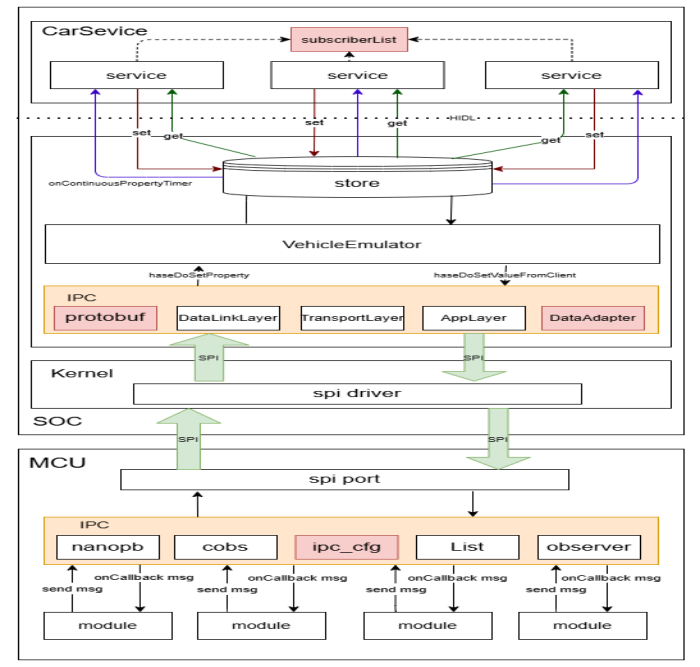 CarSevice
subscriberList
service
service
service
HIDL
set
get
set
get
get
set
onContinuousPropertyTimer
store
VehicleEmulator
haseDoSetProperty
haseDoSetValueFromClient
IPC
protobuf
DataLinkLayer
TransportLayer
AppLayer
DataAdapter
SPI
SPI
Kernel
spi driver
SOC
SPI
SPI
MCU
spi port
IPC
nanopb
cobs
ipc_cfg
List
observer
onCallback msg
onCallback msg
onCallback msg
onCallback msg
send msg
send msg
send msg
send msg
module
module
module
module